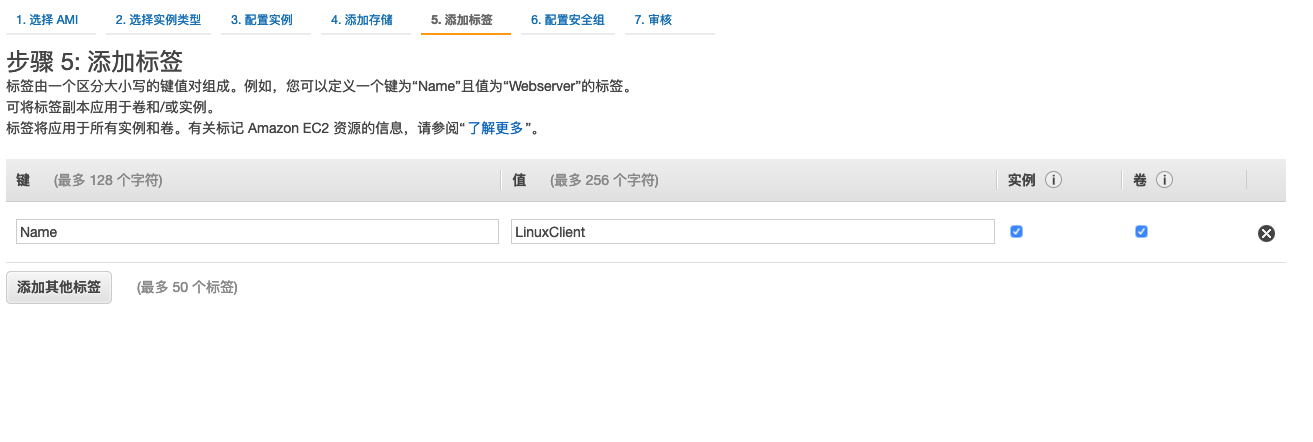 1. 选择 AMI 2. 选择实例类型 3. 配置实例 4. 添加存储 5. 添加标签 6. 配置安全组 7. 审核
步骤 5: 添加标签
标签由一个区分大小写的键值对组成。例如，您可以定义一个键为“Name”且值为“Webserver”的标签。
可将标签副本应用于卷和/或实例。
标签将应用于所有实例和卷。有关标记 Amazon EC2 资源的信息，请参阅“了解更多”。
键 (最多 128 个字符) 值 (最多 256 个字符) 实例 i 卷 i
Name LinuxClient
添加其他标签 (最多 50 个标签)